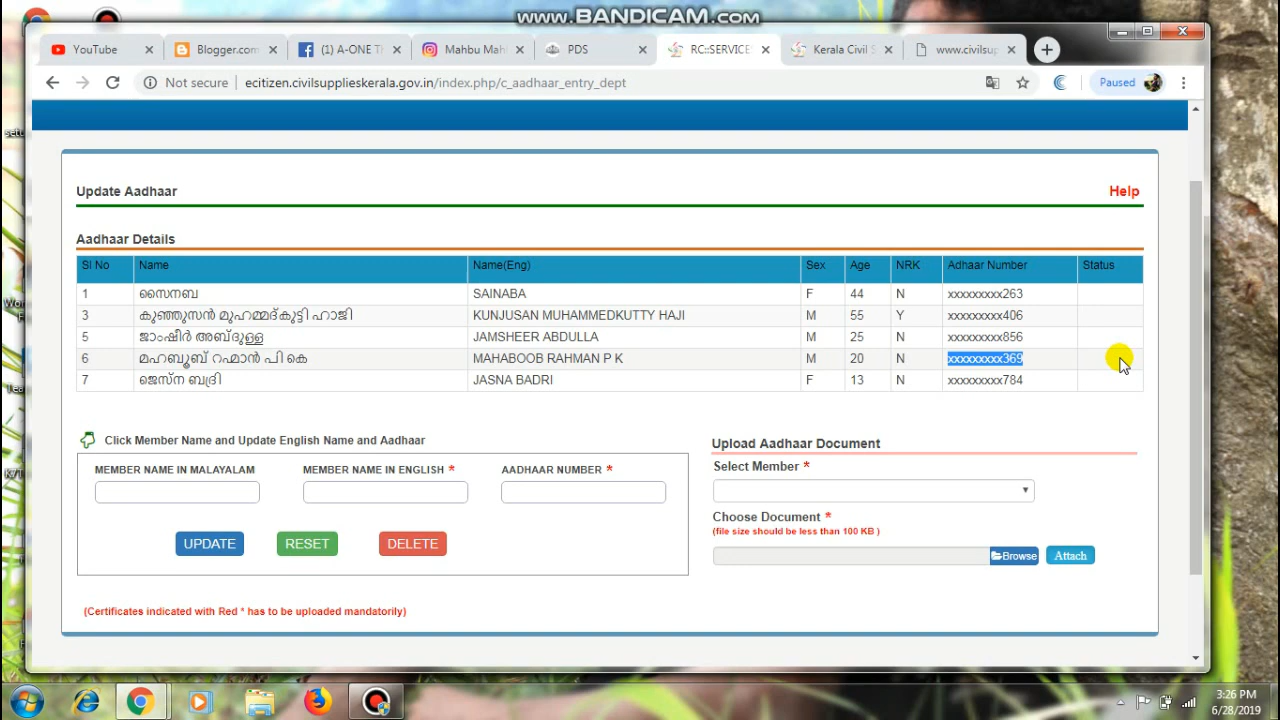 www.BANDICAM.com
YouTube
Blogger.com
(1) A-ONE T
Mahbu Mah
PDS
RC::SERVICE
Kerala Civil S
www.civilsup
Not secure ecitizen.civilsupplieskerala.gov.in/index.php/c_aadhaar_entry_dept
Paused
Update Aadhaar
Help
Aadhaar Details
Sl No Name Name(Eng) Sex Age NRK Adhaar Number Status
1 സൈനബ SAINABA F 44 N xxxxxxxxx263
3 കുഞ്ഞുസന്‍ മുഹമ്മദ്കുട്ടി ഹാജി KUNJUSAN MUHAMMEDKUTTY HAJI M 55 Y xxxxxxxxx406
5 ജാംഷീര്‍ അബ്ദുള്ള JAMSHEER ABDULLA M 25 N xxxxxxxxx856
6 മഹബൂബ് റഹ്മാന്‍ പി കെ MAHABOOB RAHMAN P K M 20 N xxxxxxxxx369
7 ജെസ്ന ബദ്രി JASNA BADRI F 13 N xxxxxxxxx784
Click Member Name and Update English Name and Aadhaar
MEMBER NAME IN MALAYALAM MEMBER NAME IN ENGLISH * AADHAAR NUMBER *
UPDATE RESET DELETE
Upload Aadhaar Document
Select Member *
Choose Document *
(file size should be less than 100 KB )
Browse Attach
(Certificates indicated with Red * has to be uploaded mandatorily)
3:26 PM
6/28/2019